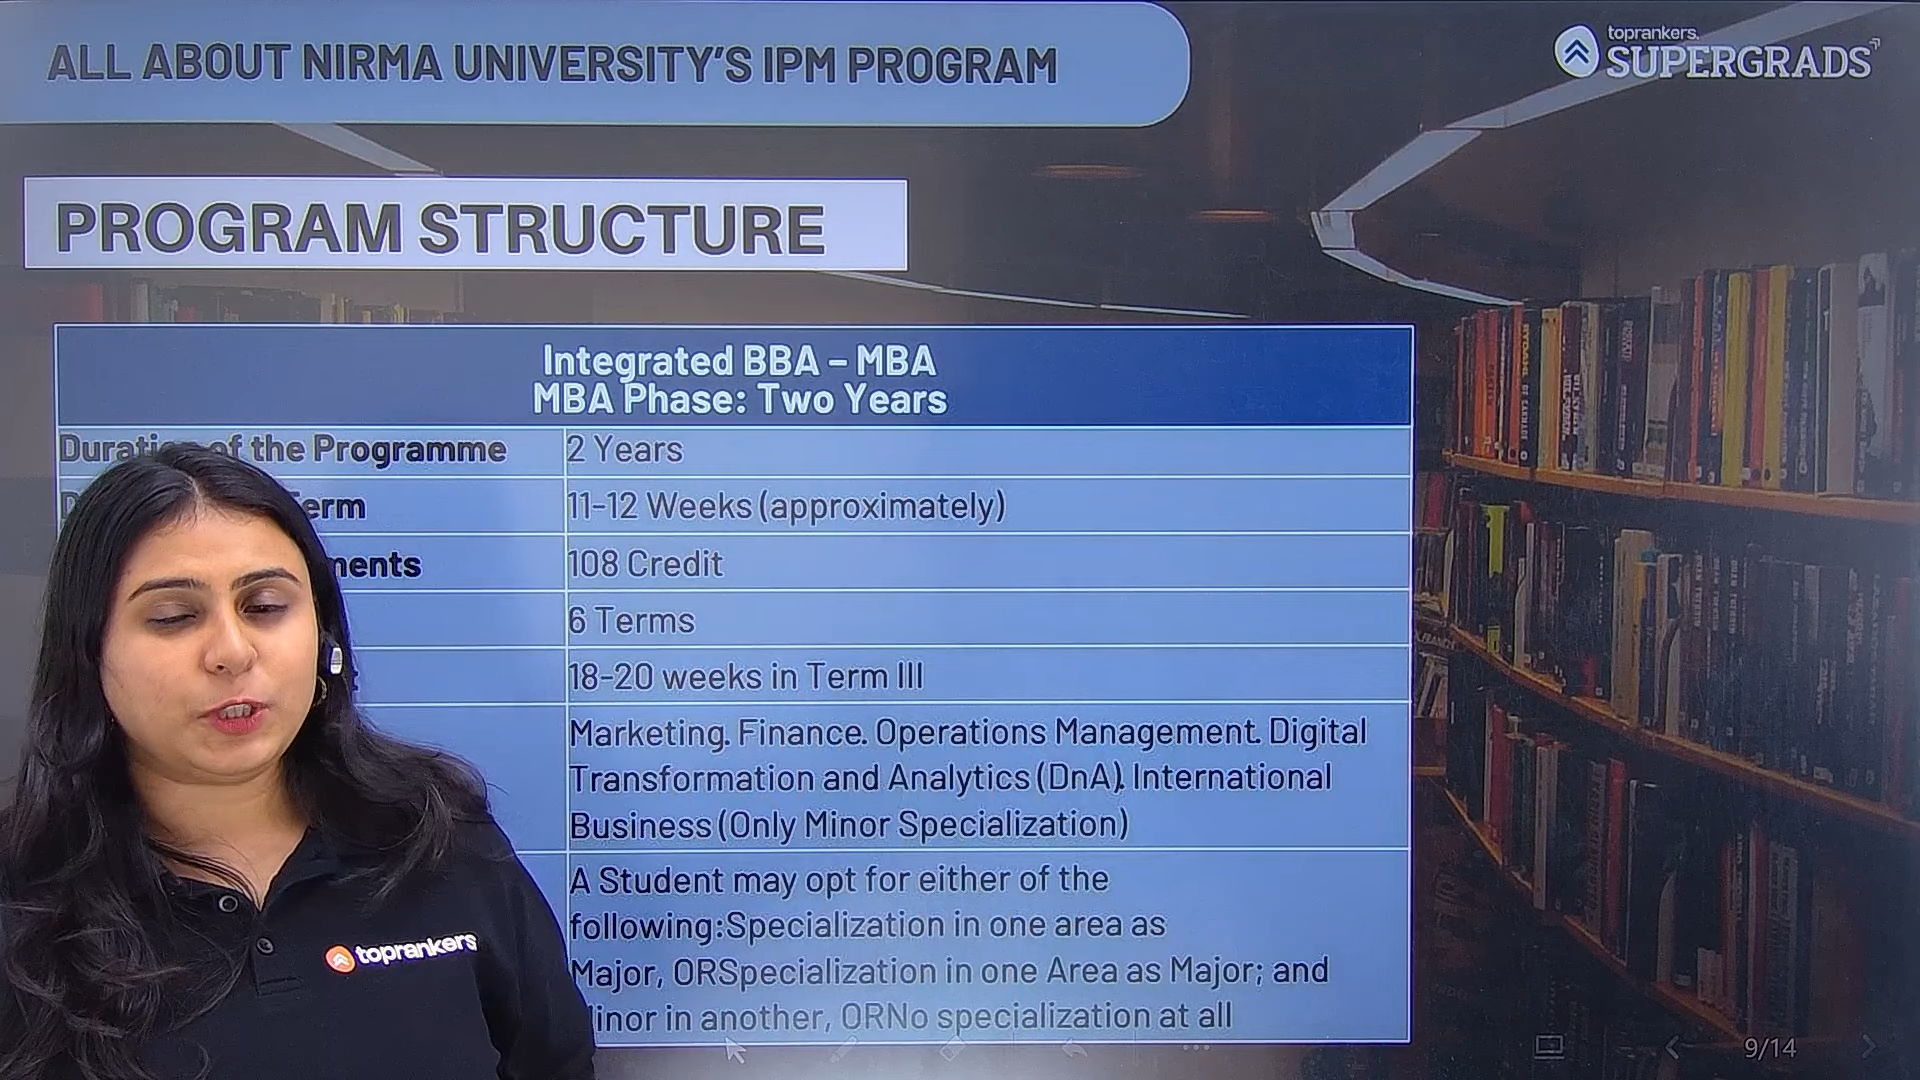 ALL ABOUT NIRMA UNIVERSITY'S IPM PROGRAM
toprankers.
SUPERGRADS
PROGRAM STRUCTURE
Integrated BBA – MBA
MBA Phase: Two Years
of the Programme
2 Years
11-12 Weeks (approximately)
108 Credit
6 Terms
18-20 weeks in Term III
Marketing. Finance. Operations Management. Digital
Transformation and Analytics (DnA). International
Business (Only Minor Specialization)
A Student may opt for either of the
following:Specialization in one area as
Major, ORSpecialization in one Area as Major; and
in another, ORNo specialization at all
toprankers
9/14